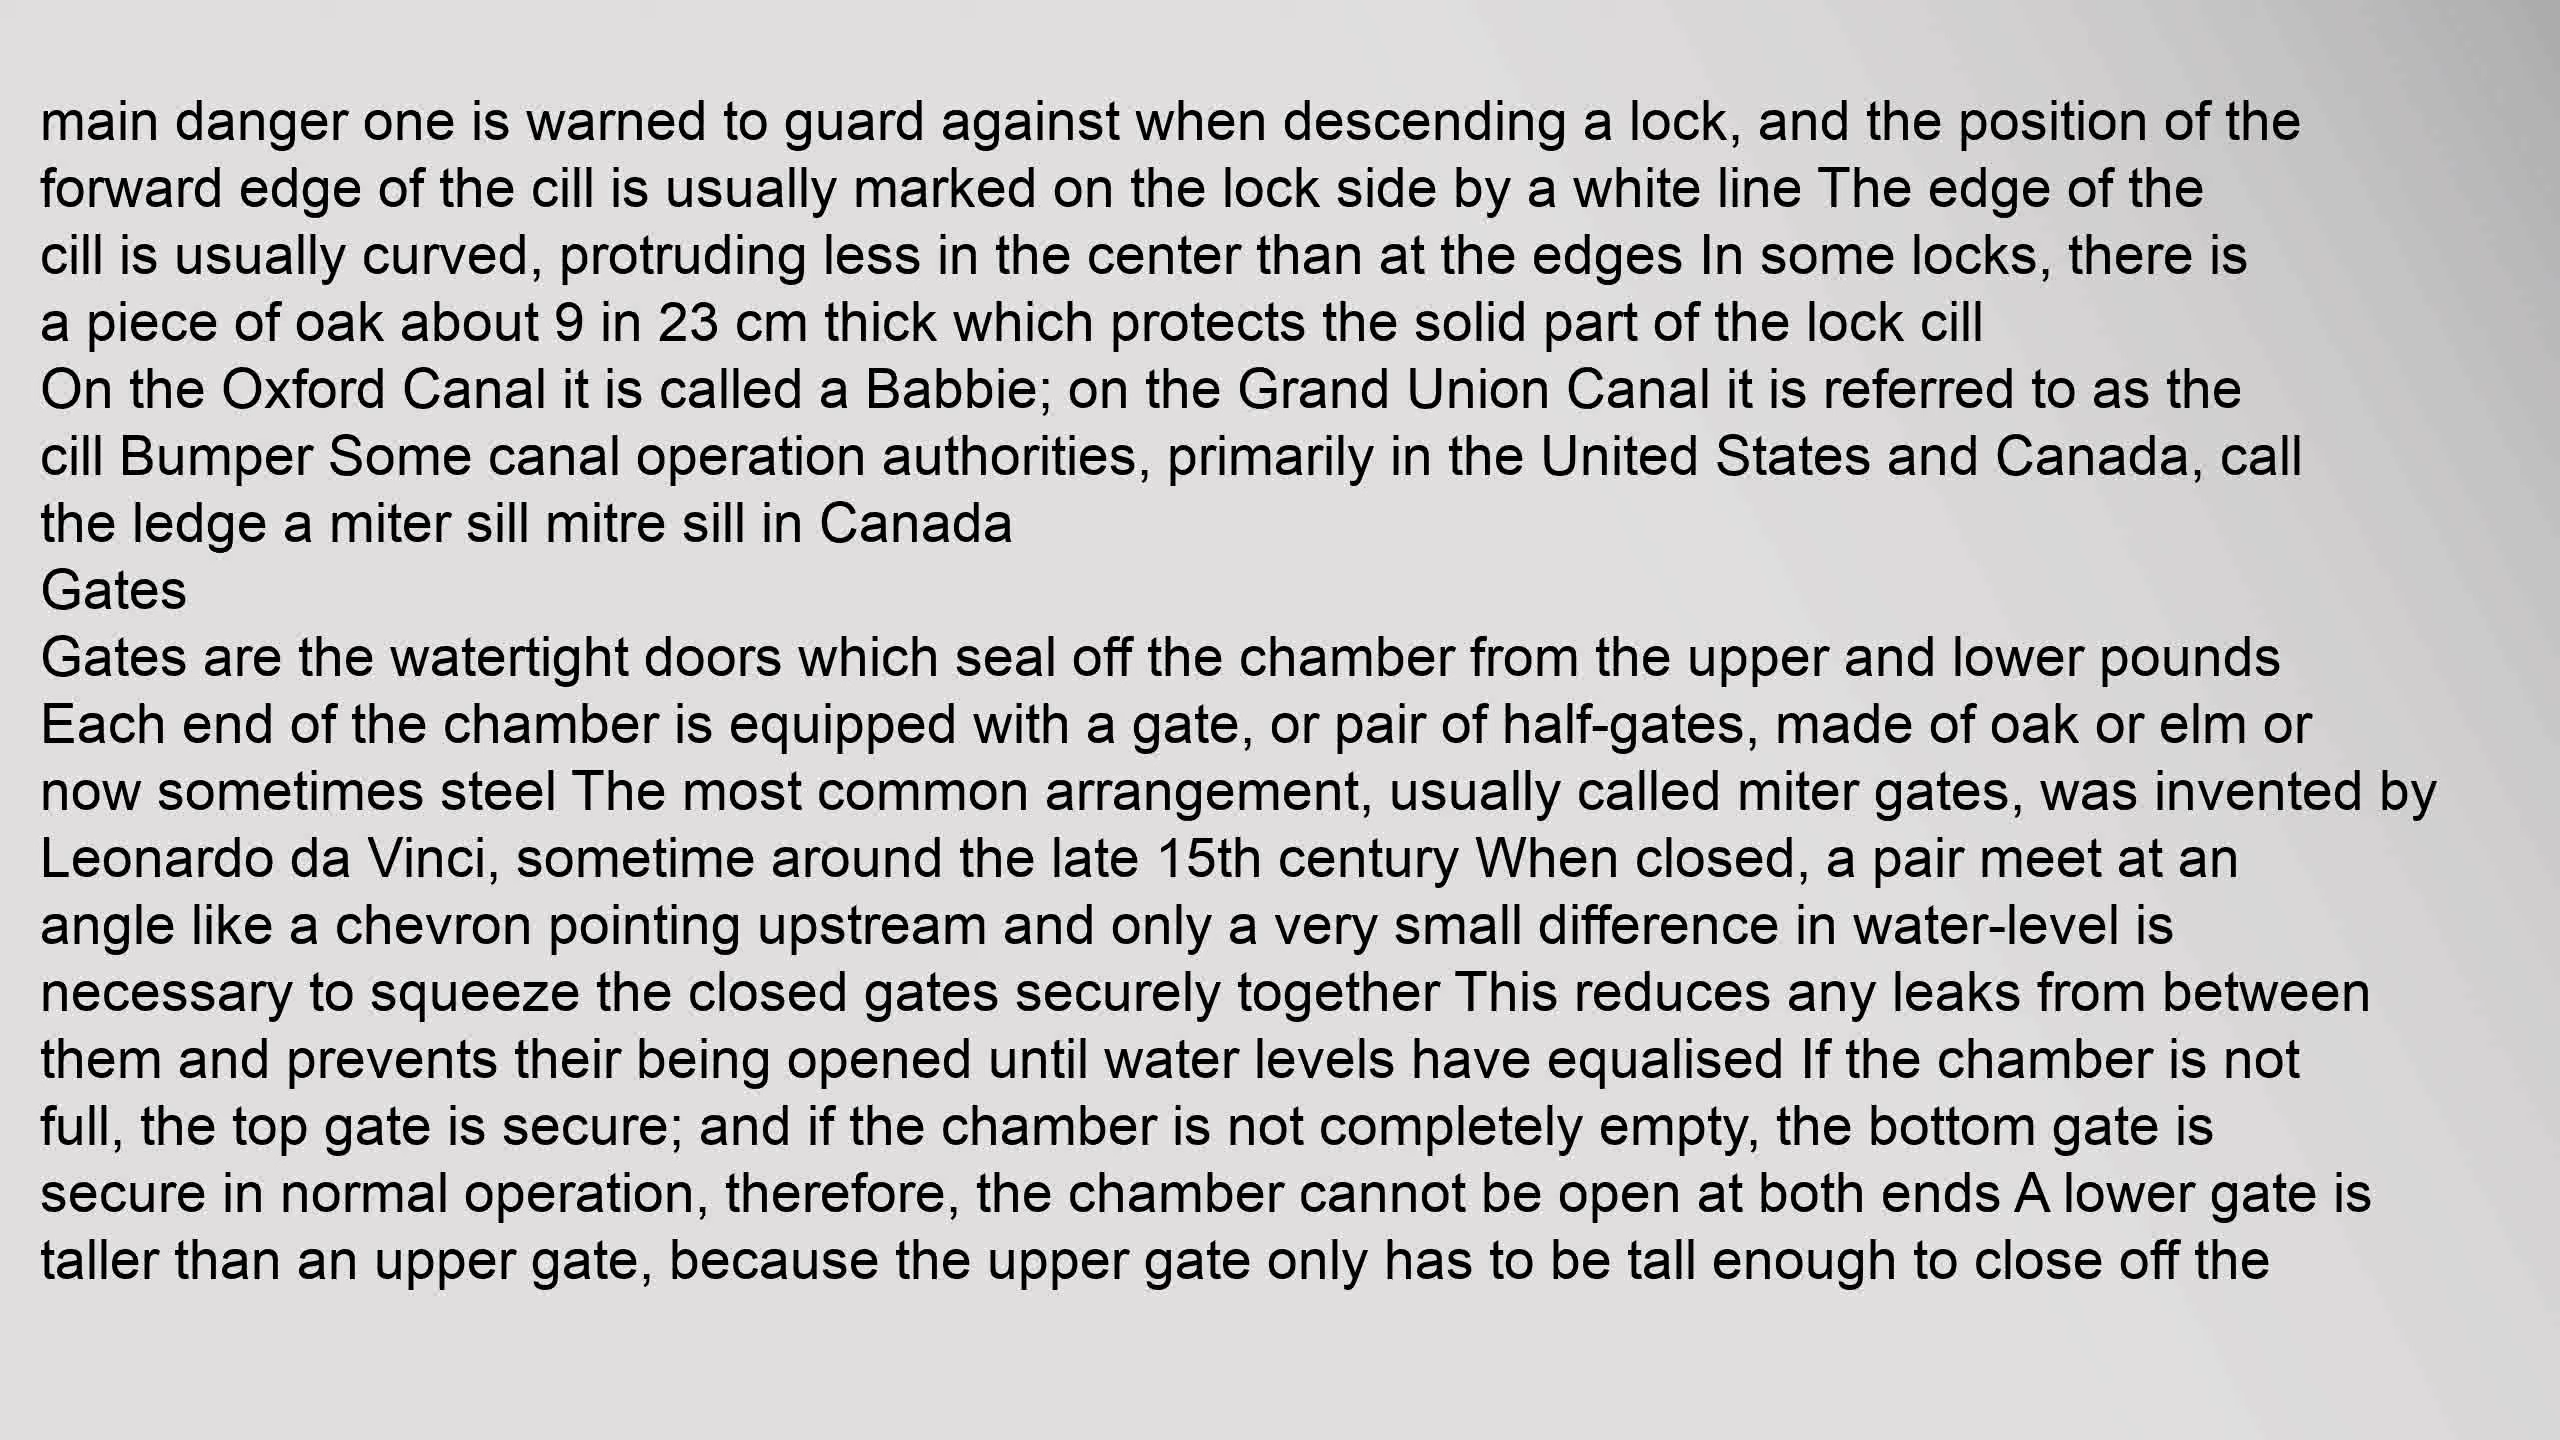 main danger one is warned to guard against when descending a lock, and the position of the
forward edge of the cill is usually marked on the lock side by a white line The edge of the
cill is usually curved, protruding less in the center than at the edges In some locks, there is
a piece of oak about 9 in 23 cm thick which protects the solid part of the lock cill
On the Oxford Canal it is called a Babbie; on the Grand Union Canal it is referred to as the
cill Bumper Some canal operation authorities, primarily in the United States and Canada, call
the ledge a miter sill mitre sill in Canada
Gates
Gates are the watertight doors which seal off the chamber from the upper and lower pounds
Each end of the chamber is equipped with a gate, or pair of half-gates, made of oak or elm or
now sometimes steel The most common arrangement, usually called miter gates, was invented by
Leonardo da Vinci, sometime around the late 15th century When closed, a pair meet at an
angle like a chevron pointing upstream and only a very small difference in water-level is
necessary to squeeze the closed gates securely together This reduces any leaks from between
them and prevents their being opened until water levels have equalised If the chamber is not
full, the top gate is secure; and if the chamber is not completely empty, the bottom gate is
secure in normal operation, therefore, the chamber cannot be open at both ends A lower gate is
taller than an upper gate, because the upper gate only has to be tall enough to close off the